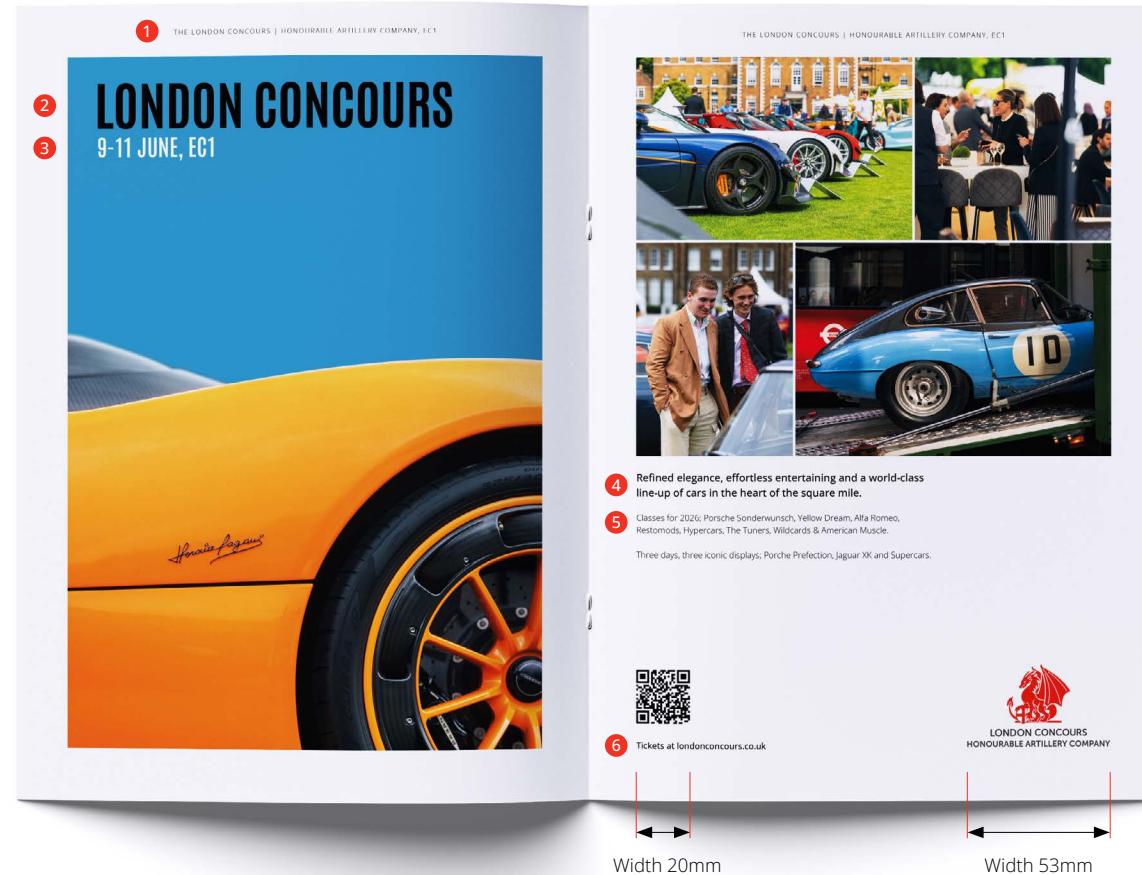 1
THE LONDON CONCOURS | HONOURABLE ARTILLERY COMPANY, EC1
2
LONDON CONCOURS
3
9-11 JUNE, EC1
Horacio Pagani
THE LONDON CONCOURS | HONOURABLE ARTILLERY COMPANY, EC1
10
4
Refined elegance, effortless entertaining and a world-class
line-up of cars in the heart of the square mile.
5
Classes for 2026; Porsche Sonderwunsch, Yellow Dream, Alfa Romeo,
Restomods, Hypercars, The Tuners, Wildcards & American Muscle.
Three days, three iconic displays; Porche Prefection, Jaguar XK and Supercars.
6
Tickets at londonconcours.co.uk
LONDON CONCOURS
HONOURABLE ARTILLERY COMPANY
Width 20mm
Width 53mm